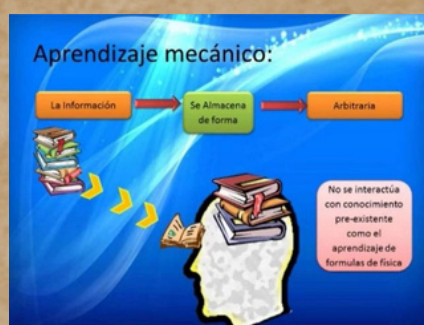 Aprendizaje mecánico:
La Información
Se Almacena
de forma
Arbitraria
No se interactúa
con conocimiento
pre-existente
como el
aprendizaje de
formulas de física